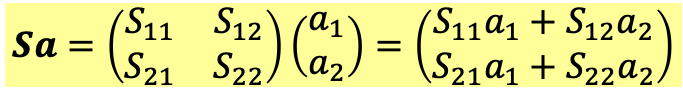 Sa = (S₁₁ S₁₂ S₂₁ S₂₂)(a₁ a₂) = (S₁₁a₁ + S₁₂a₂ S₂₁a₁ + S₂₂a₂)